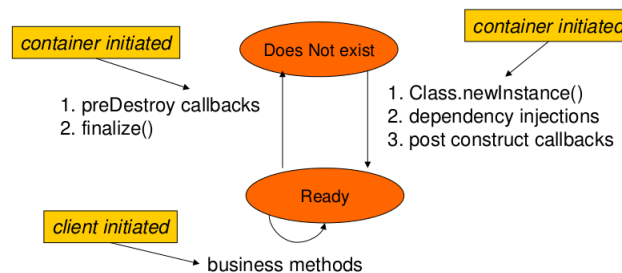 container initiated
container initiated
Does Not exist
1. preDestroy callbacks
2. finalize()
1. Class.newInstance()
2. dependency injections
3. post construct callbacks
Ready
client initiated
business methods